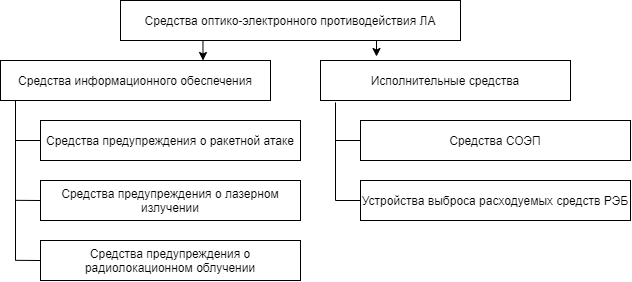 Средства оптико-электронного противодействия ЛА
Средства информационного обеспечения
Исполнительные средства
Средства предупреждения о ракетной атаке
Средства СОЭП
Средства предупреждения о лазерном
излучении
Устройства выброса расходуемых средств РЭБ
Средства предупреждения о
радиолокационном облучении